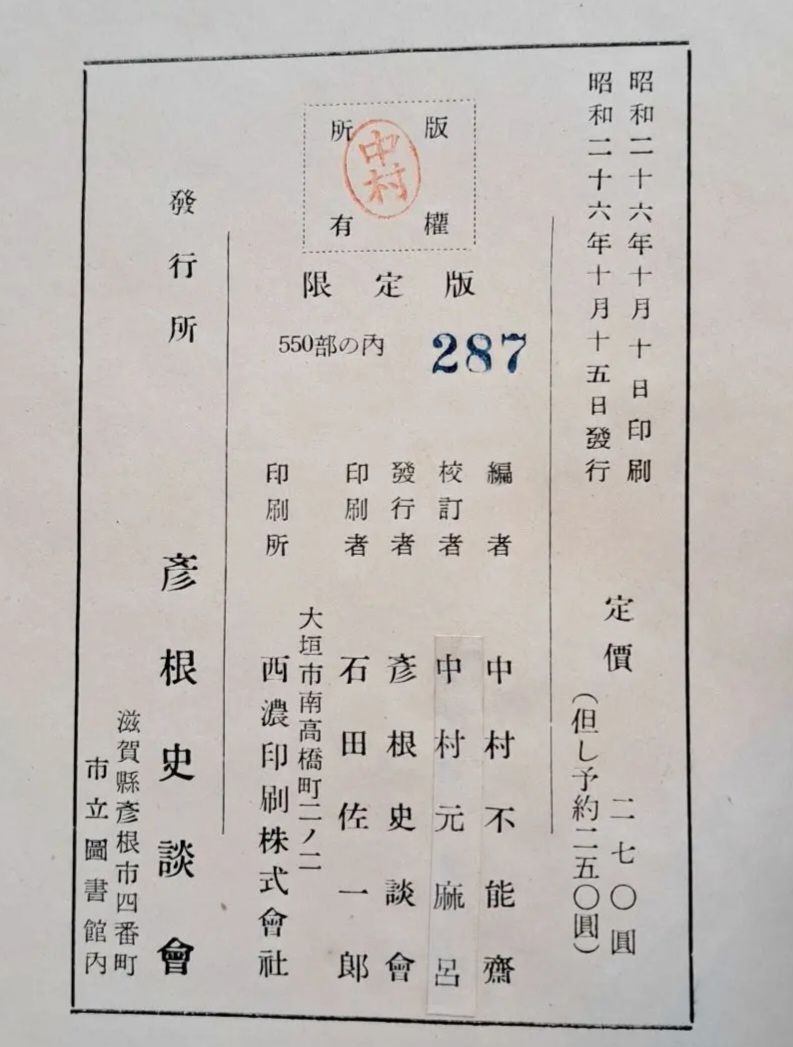 昭和二十六年十月十日印刷
昭和二十六年十月十五日發行
定價
二七〇圓
(但し予約二五〇圓)
版權
所有
中村
限定版
550部の內
287
編者 中村不能齋
校訂者 中村元麻呂
發行者 彥根史談會
印刷者 石田佐一郎
大垣市南高橋町二ノ二
印刷所 西濃印刷株式會社
發行所 彥根史談會
滋賀縣彥根市四番町
市立圖書館內